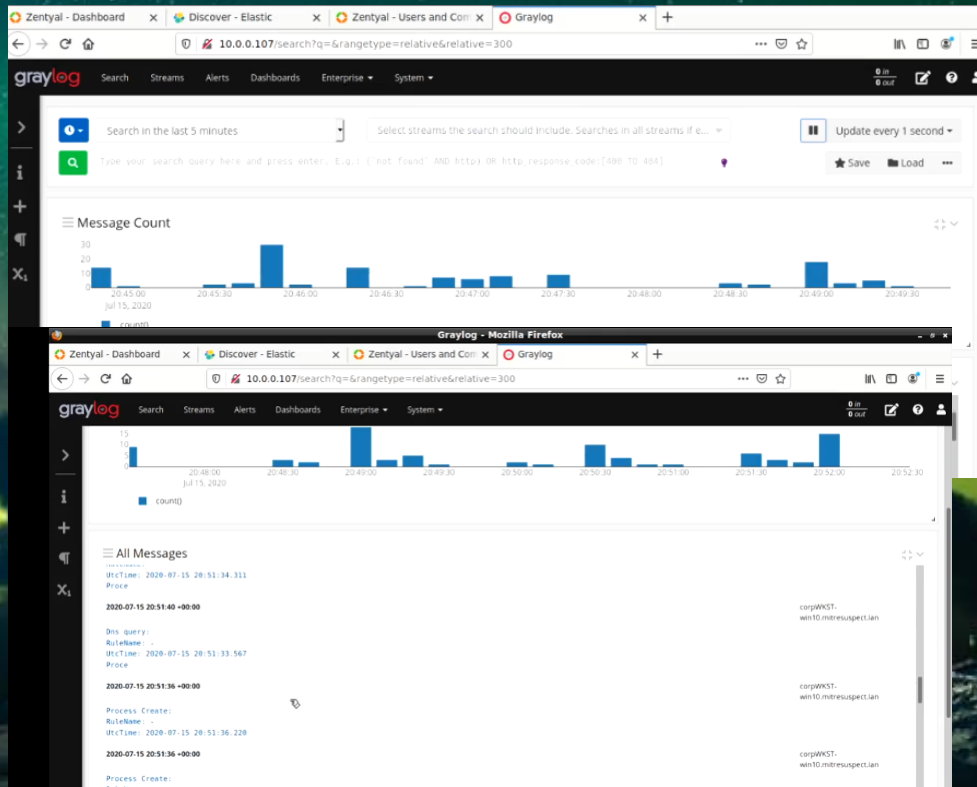 Zentyal - Dashboard
Discover - Elastic
Zentyal - Users and Com
Graylog
10.0.0.107/search?q=&rangetype=relative&relative=300
graylog Search Streams Alerts Dashboards Enterprise System
0 in
0 out
Search in the last 5 minutes
Select streams the search should include. Searches in all streams if e...
Update every 1 second
Type your search query here and press enter. E.g.: ("not found" AND http) OR http_response_code:[400 TO 404]
Save Load
Message Count
30
20
10
0
20:45:00 20:45:30 20:46:00 20:46:30 20:47:00 20:47:30 20:48:00 20:48:30 20:49:00 20:49:30
Jul 15, 2020
count()
Graylog - Mozilla Firefox
Zentyal - Dashboard
Discover - Elastic
Zentyal - Users and Com
Graylog
10.0.0.107/search?q=&rangetype=relative&relative=300
graylog Search Streams Alerts Dashboards Enterprise System
0 in
0 out
15
10
5
0
20:48:00 20:48:30 20:49:00 20:49:30 20:50:00 20:50:30 20:51:00 20:51:30 20:52:00 20:52:30
Jul 15, 2020
count()
All Messages
UtcTime: 2020-07-15 20:51:34.311
Proce
2020-07-15 20:51:40 +00:00
corpWKST-
win10.mitresuspect.lan
Dns query:
RuleName: -
UtcTime: 2020-07-15 20:51:33.567
Proce
2020-07-15 20:51:36 +00:00
corpWKST-
win10.mitresuspect.lan
Process Create:
RuleName: -
UtcTime: 2020-07-15 20:51:36.220
2020-07-15 20:51:36 +00:00
corpWKST-
win10.mitresuspect.lan
Process Create: